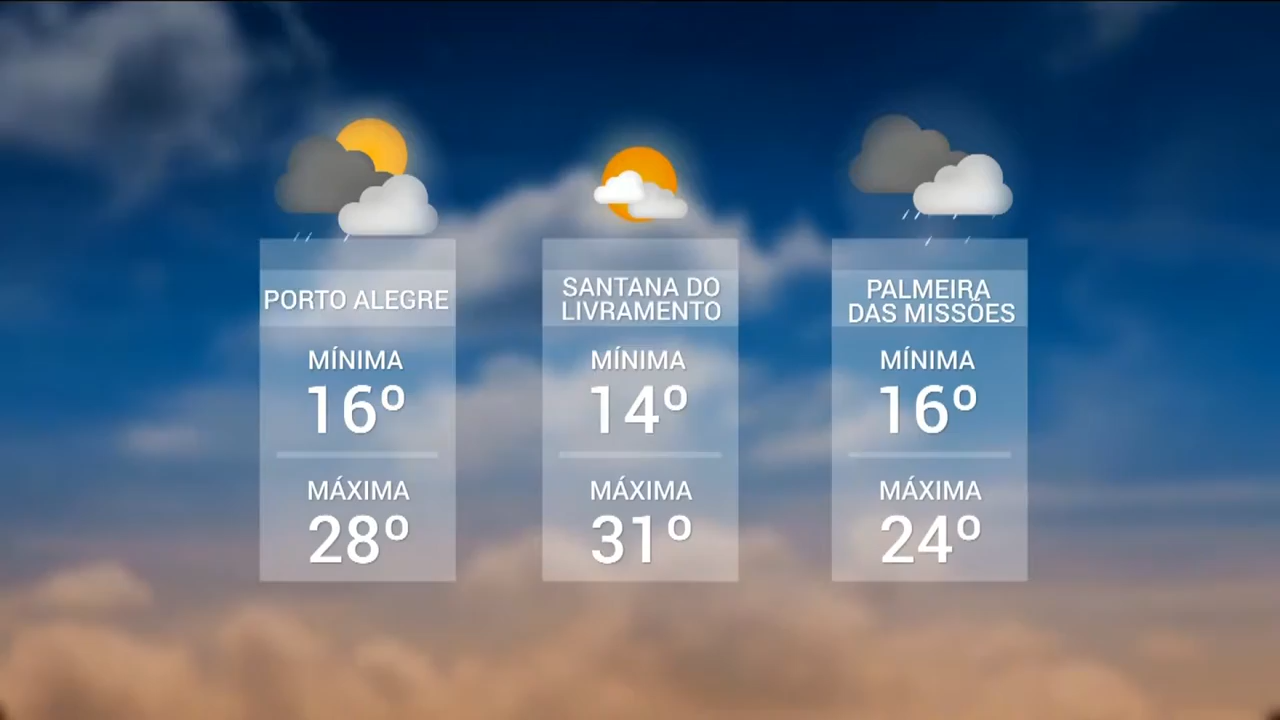 PORTO ALEGRE
MÍNIMA
16º
MÁXIMA
28º
SANTANA DO
LIVRAMENTO
MÍNIMA
14º
MÁXIMA
31º
PALMEIRA
DAS MISSÕES
MÍNIMA
16º
MÁXIMA
24º